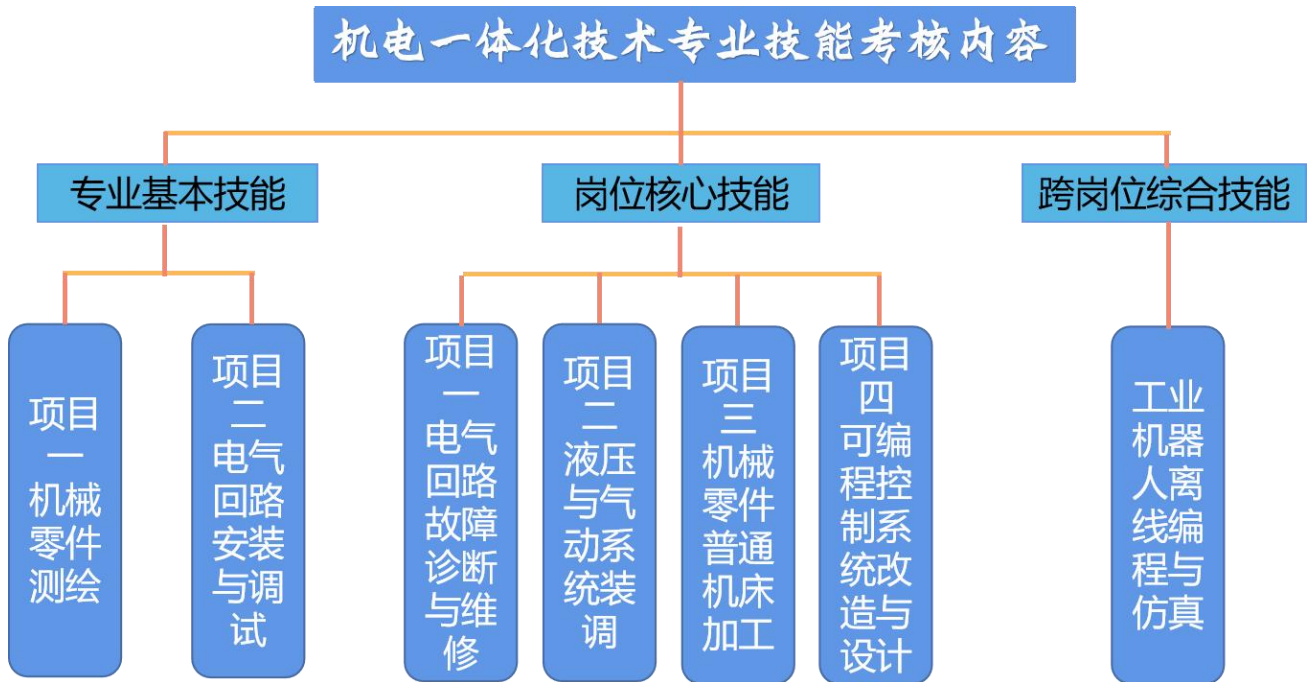 机电一体化技术专业技能考核内容
专业基本技能
岗位核心技能
跨岗位综合技能
项目
一机械
零件
测绘
项目
二
电气
回路
安装
与调
试
项目
一
电气
回路
故障
诊断
与维
修
项目
二
液压
与气
动系
统装
调
项目
三
机械
零件
普通
机床
加工
项目
四
可编
程控
制系
统改
造与
设计
工业
机器
人离
线编
程与
仿真